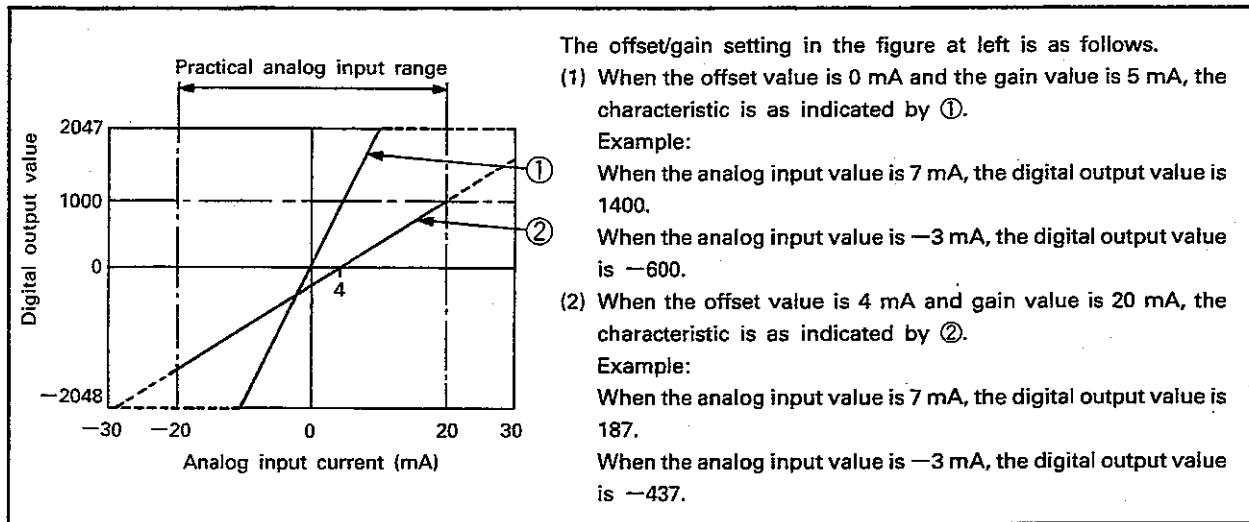 Practical analog input range
Digital output value
2047
1000
0
−2048
①
②
4
−30 −20 0 20 30
Analog input current (mA)
The offset/gain setting in the figure at left is as follows.
(1) When the offset value is 0 mA and the gain value is 5 mA, the
characteristic is as indicated by ①.
Example:
When the analog input value is 7 mA, the digital output value is
1400.
When the analog input value is −3 mA, the digital output value
is −600.
(2) When the offset value is 4 mA and gain value is 20 mA, the
characteristic is as indicated by ②.
Example:
When the analog input value is 7 mA, the digital output value is
187.
When the analog input value is −3 mA, the digital output value
is −437.